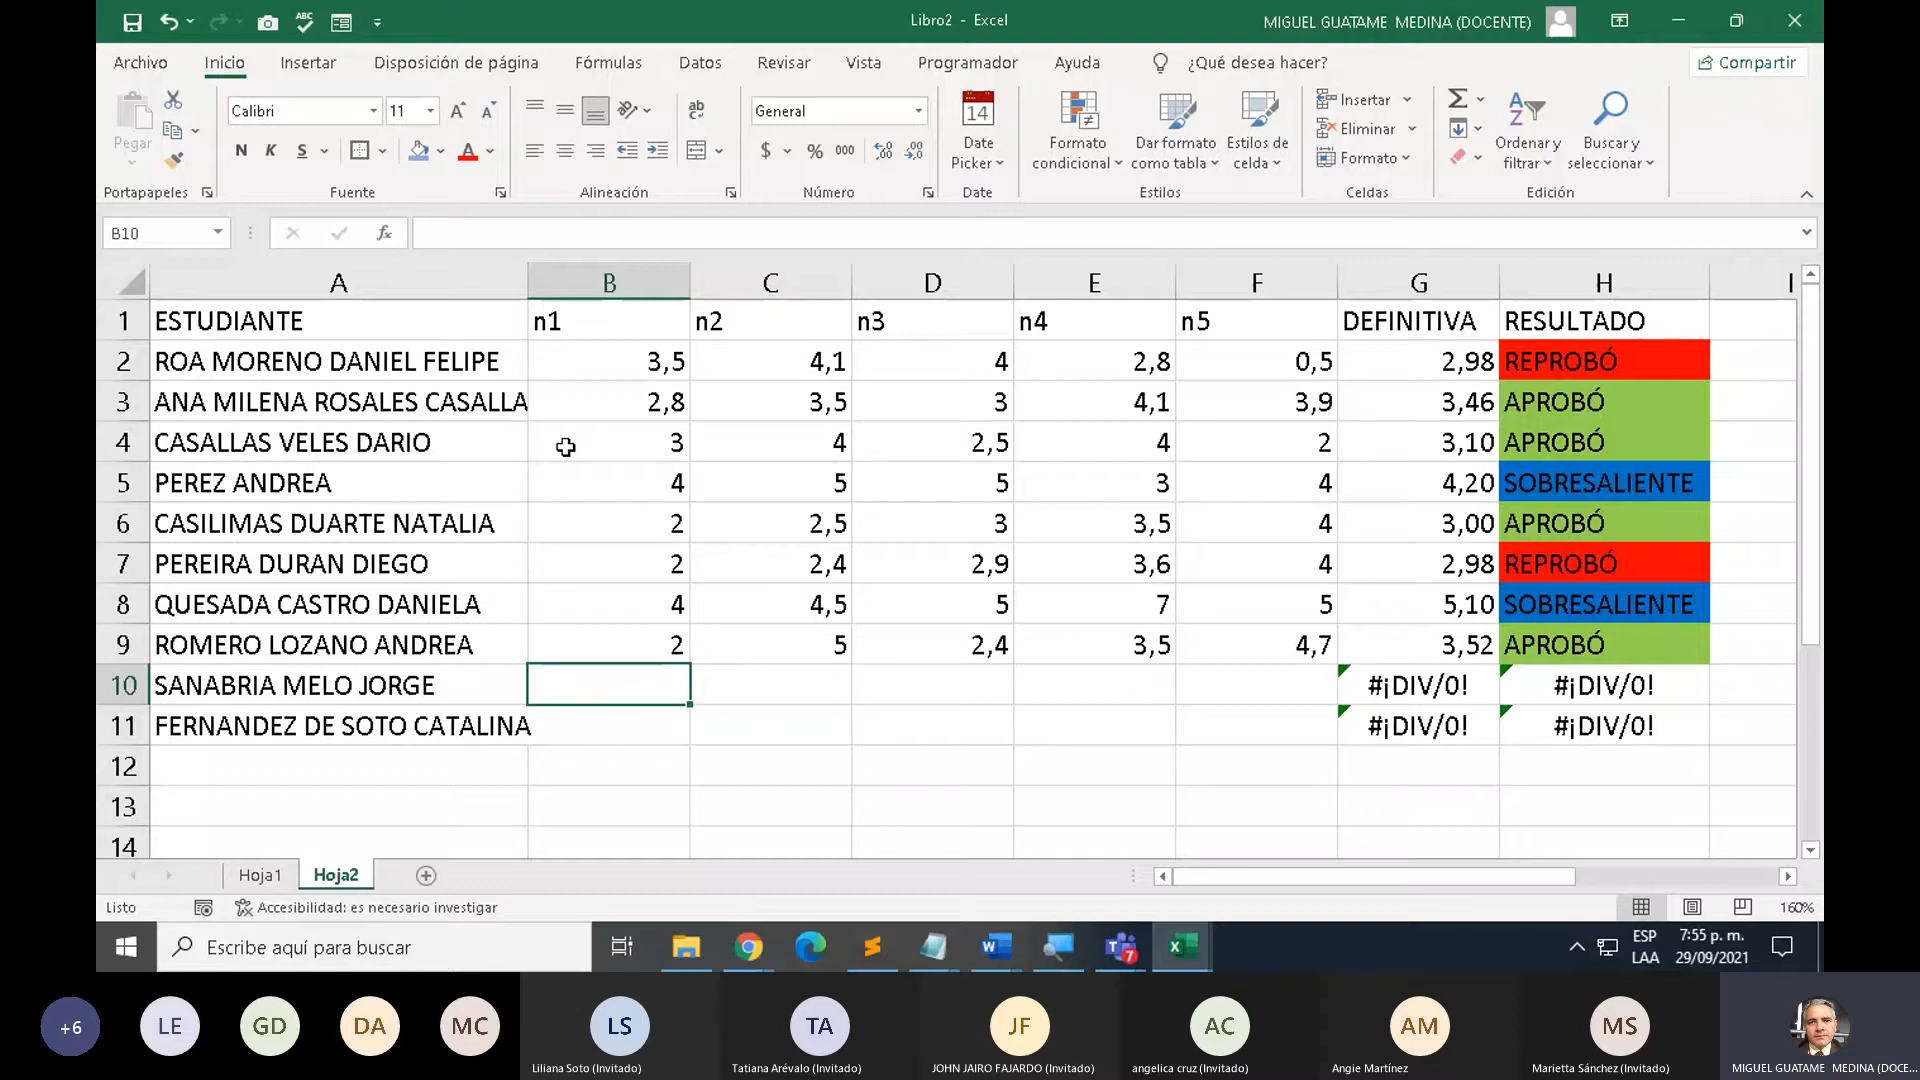 Libro2 - Excel
MIGUEL GUATAME MEDINA (DOCENTE)
Archivo Inicio Insertar Disposición de página Fórmulas Datos Revisar Vista Programador Ayuda ¿Qué desea hacer? Compartir
Pegar
Portapapeles
Calibri 11
N K S
Fuente
Alineación
General
$ % 000
Número
14
Date Picker
Date
Formato condicional
Dar formato como tabla
Estilos de celda
Estilos
Insertar
Eliminar
Formato
Celdas
Ordenar y filtrar
Buscar y seleccionar
Edición
B10 fx
A B C D E F G H I
1 ESTUDIANTE n1 n2 n3 n4 n5 DEFINITIVA RESULTADO
2 ROA MORENO DANIEL FELIPE 3,5 4,1 4 2,8 0,5 2,98 REPROBÓ
3 ANA MILENA ROSALES CASALLA 2,8 3,5 3 4,1 3,9 3,46 APROBÓ
4 CASALLAS VELES DARIO 3 4 2,5 4 2 3,10 APROBÓ
5 PEREZ ANDREA 4 5 5 3 4 4,20 SOBRESALIENTE
6 CASILIMAS DUARTE NATALIA 2 2,5 3 3,5 4 3,00 APROBÓ
7 PEREIRA DURAN DIEGO 2 2,4 2,9 3,6 4 2,98 REPROBÓ
8 QUESADA CASTRO DANIELA 4 4,5 5 7 5 5,10 SOBRESALIENTE
9 ROMERO LOZANO ANDREA 2 5 2,4 3,5 4,7 3,52 APROBÓ
10 SANABRIA MELO JORGE #¡DIV/0! #¡DIV/0!
11 FERNANDEZ DE SOTO CATALINA #¡DIV/0! #¡DIV/0!
12
13
14
Hoja1 Hoja2
Listo Accesibilidad: es necesario investigar 160%
Escribe aquí para buscar
7
ESP
LAA
7:55 p. m.
29/09/2021
+6 LE GD DA MC LS TA JF AC AM MS
Liliana Soto (Invitado) Tatiana Arévalo (Invitado) JOHN JAIRO FAJARDO (Invitado) angelica cruz (Invitado) Angie Martínez Marietta Sánchez (Invitado) MIGUEL GUATAME MEDINA (DOCE...